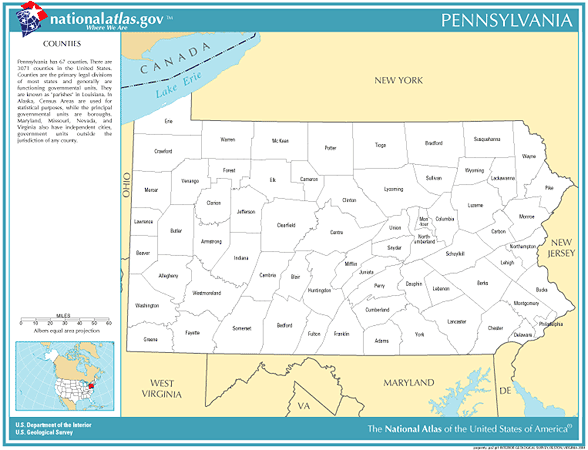 nationalatlas.gov™
Where We Are
PENNSYLVANIA
COUNTIES
Pennsylvania has 67 counties. There are
3071 counties in the United States.
Counties are the primary legal divisions
of most states and generally are
functioning governmental units. They
are known as 'parishes' in Louisiana. In
Alaska, Census Areas are used for
statistical purposes, while the principal
governmental units are boroughs.
Maryland, Missouri, Nevada, and
Virginia also have independent cities,
government units outside the
jurisdiction of any county.
CANADA
Lake Erie
NEW YORK
OHIO
Erie
Crawford
Warren
Mc Kean
Potter
Tioga
Bradford
Susquehanna
Wayne
Forest
Venango
Elk
Cameron
Sullivan
Wyoming
Lackawanna
Mercer
Clarion
Clinton
Lycoming
Pike
Jefferson
Luzerne
Lawrence
Butler
Clearfield
Centre
Union
Mon
tour
Columbia
Monroe
Carbon
Armstrong
North-
umberland
Snyder
Northampton
NEW
JERSEY
Beaver
Indiana
Mifflin
Schuylkill
Lehigh
Allegheny
Cambria
Blair
Juniata
Huntingdon
Perry
Dauphin
Lebanon
Berks
Bucks
Westmoreland
Montgomery
Washington
Cumberland
Lancaster
Philadelphia
Greene
Fayette
Somerset
Bedford
Fulton
Franklin
Adams
York
Chester
Delaware
MILES
0 10 20 30 40 50 60
Albers equal area projection
WEST
VIRGINIA
VA
MARYLAND
DE
U.S. Department of the Interior
U.S. Geological Survey
The National Atlas of the United States of America®